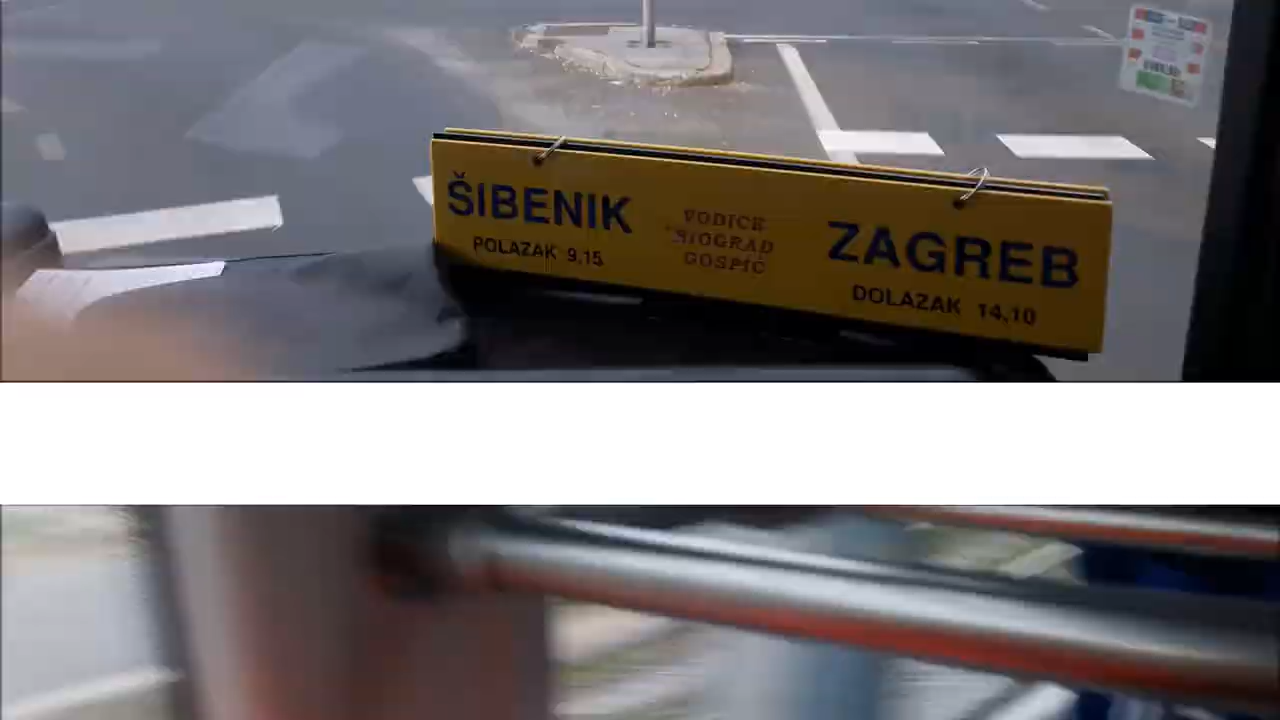 ŠIBENIK
POLAZAK 9,15
VODICE
BIOGRAD
GOSPIĆ
ZAGREB
DOLAZAK 14,10